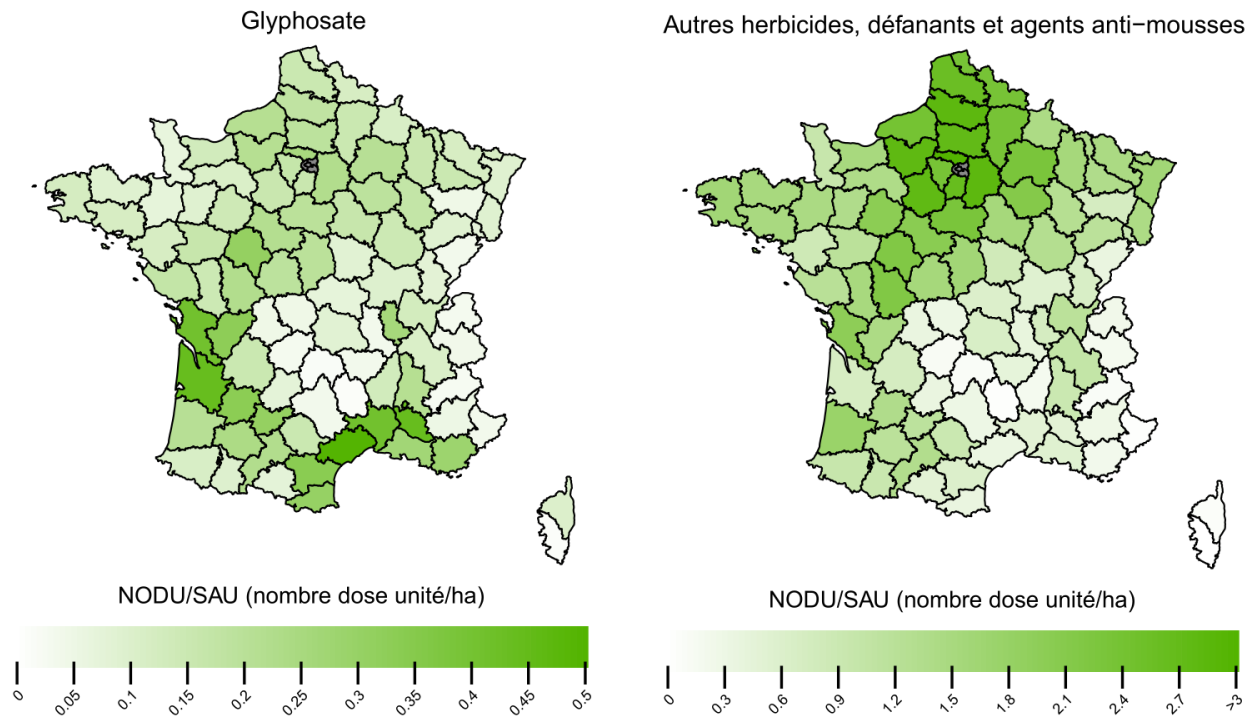 Glyphosate
Autres herbicides, défanants et agents anti−mousses
NODU/SAU (nombre dose unité/ha)
0 0.05 0.1 0.15 0.2 0.25 0.3 0.35 0.4 0.45 0.5
NODU/SAU (nombre dose unité/ha)
0 0.3 0.6 0.9 1.2 1.5 1.8 2.1 2.4 2.7 >3